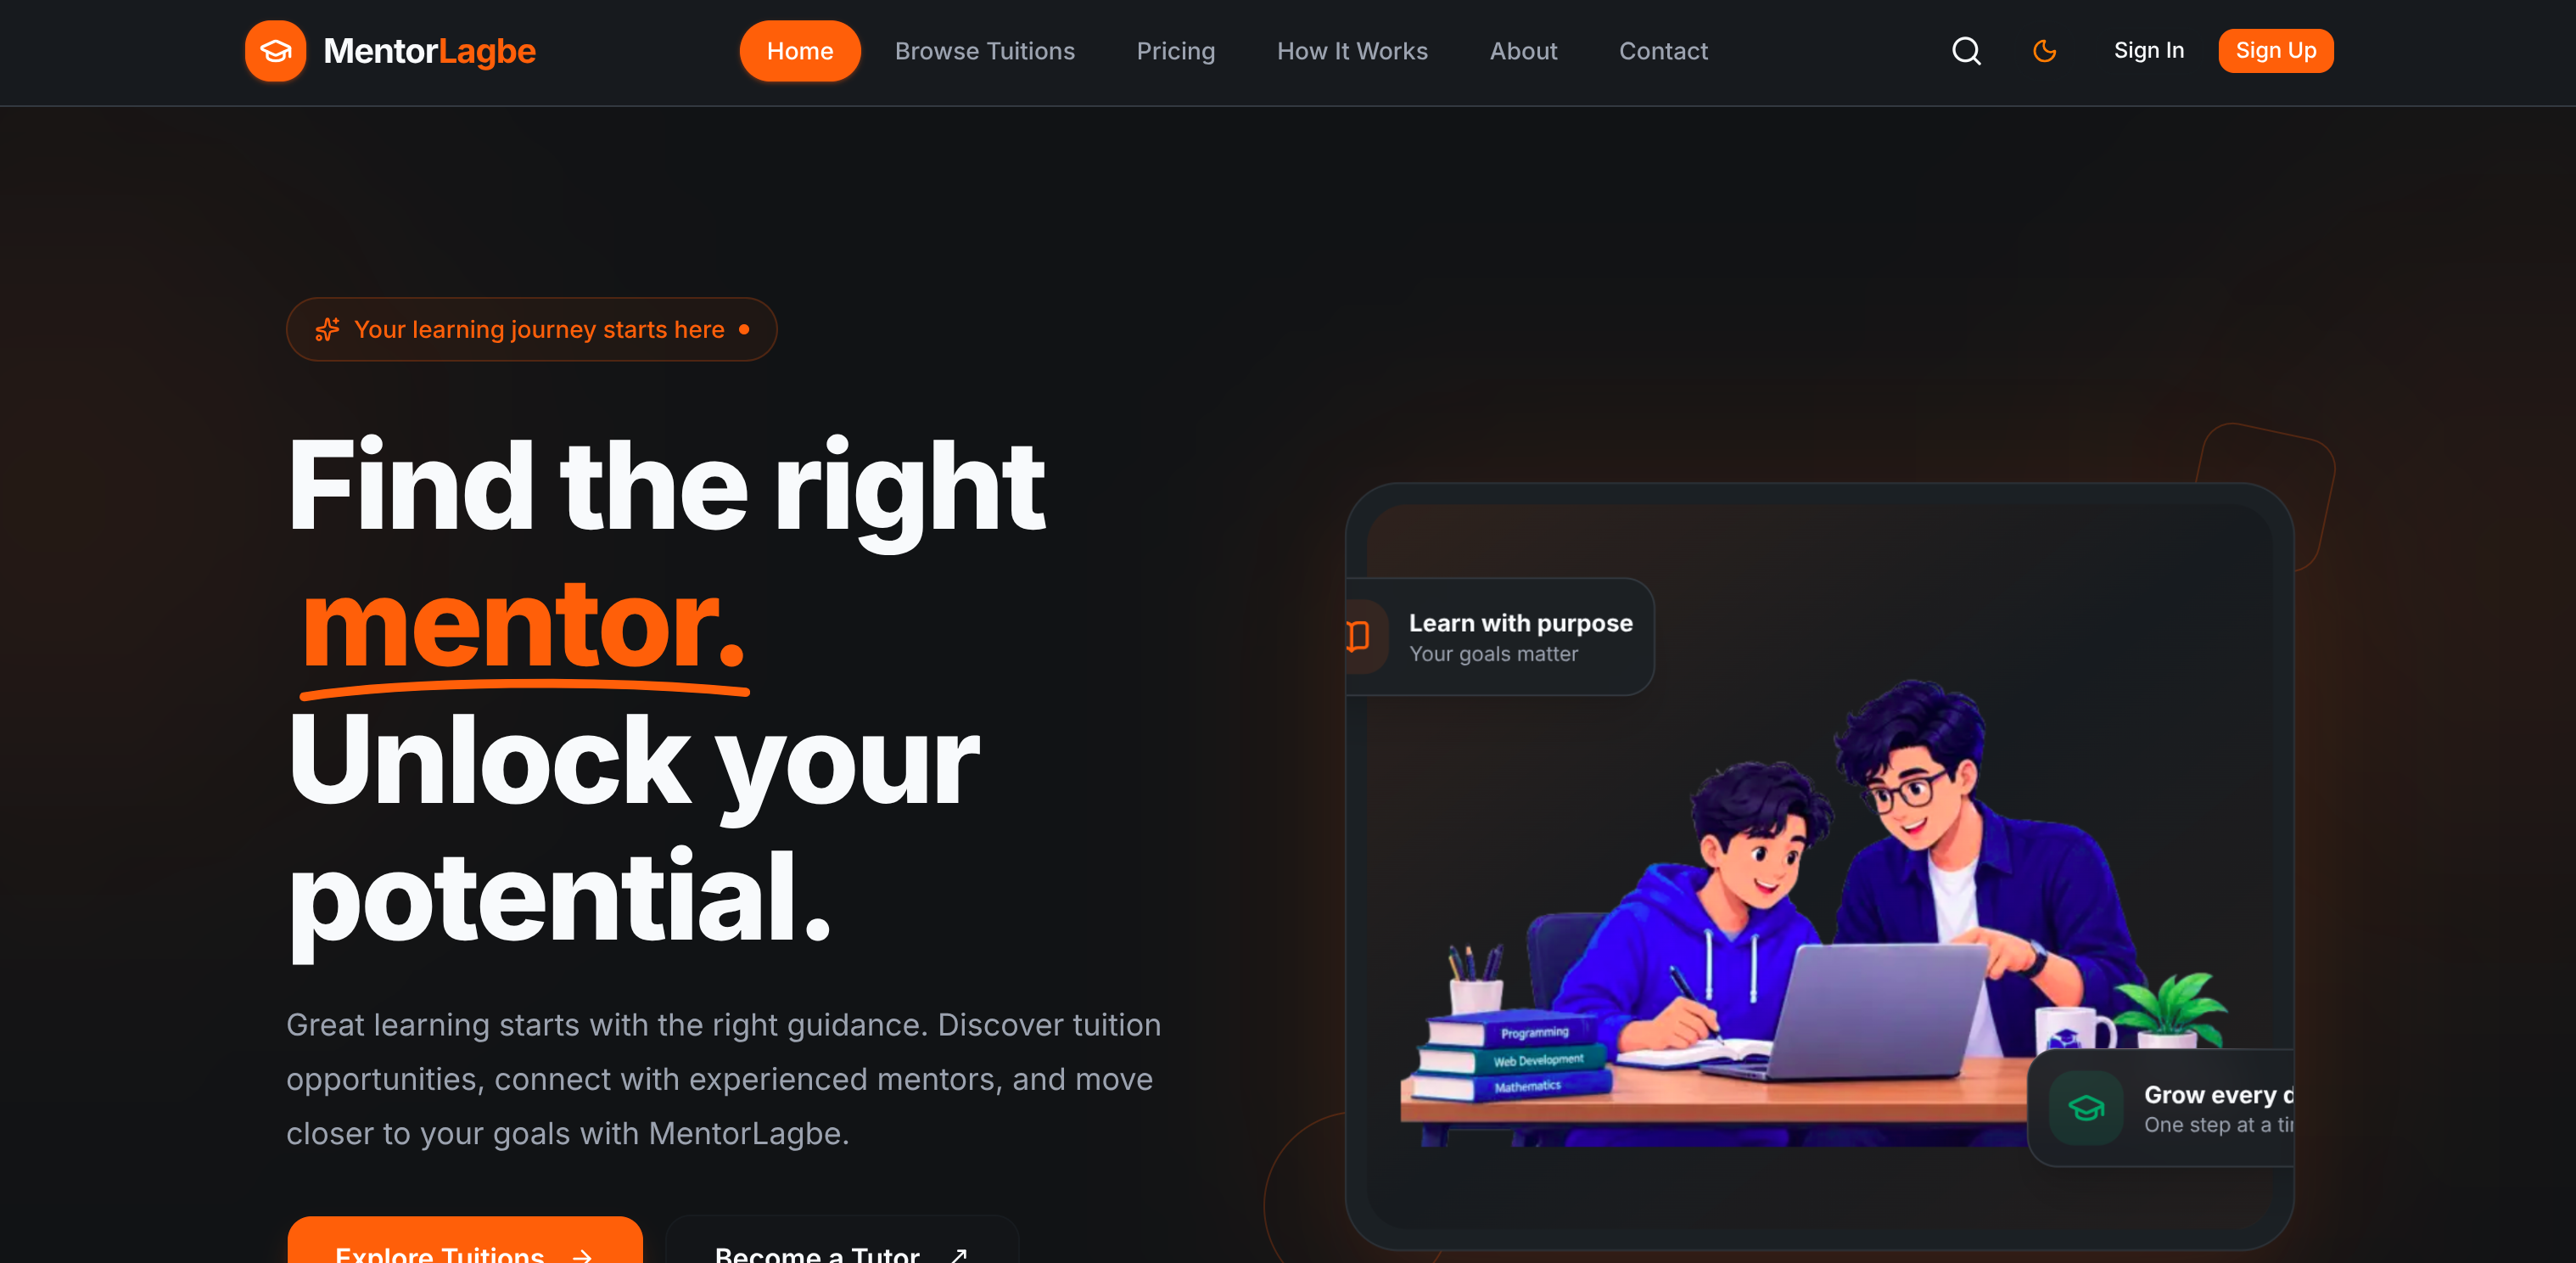 MentorLagbe
Home
Browse Tuitions
Pricing
How It Works
About
Contact
Sign In
Sign Up
Your learning journey starts here
Find the right
mentor.
Unlock your
potential.
Great learning starts with the right guidance. Discover tuition
opportunities, connect with experienced mentors, and move
closer to your goals with MentorLagbe.
Explore Tuitions
Become a Tutor
Learn with purpose
Your goals matter
Programming
Web Development
Mathematics
Grow every
One step at a